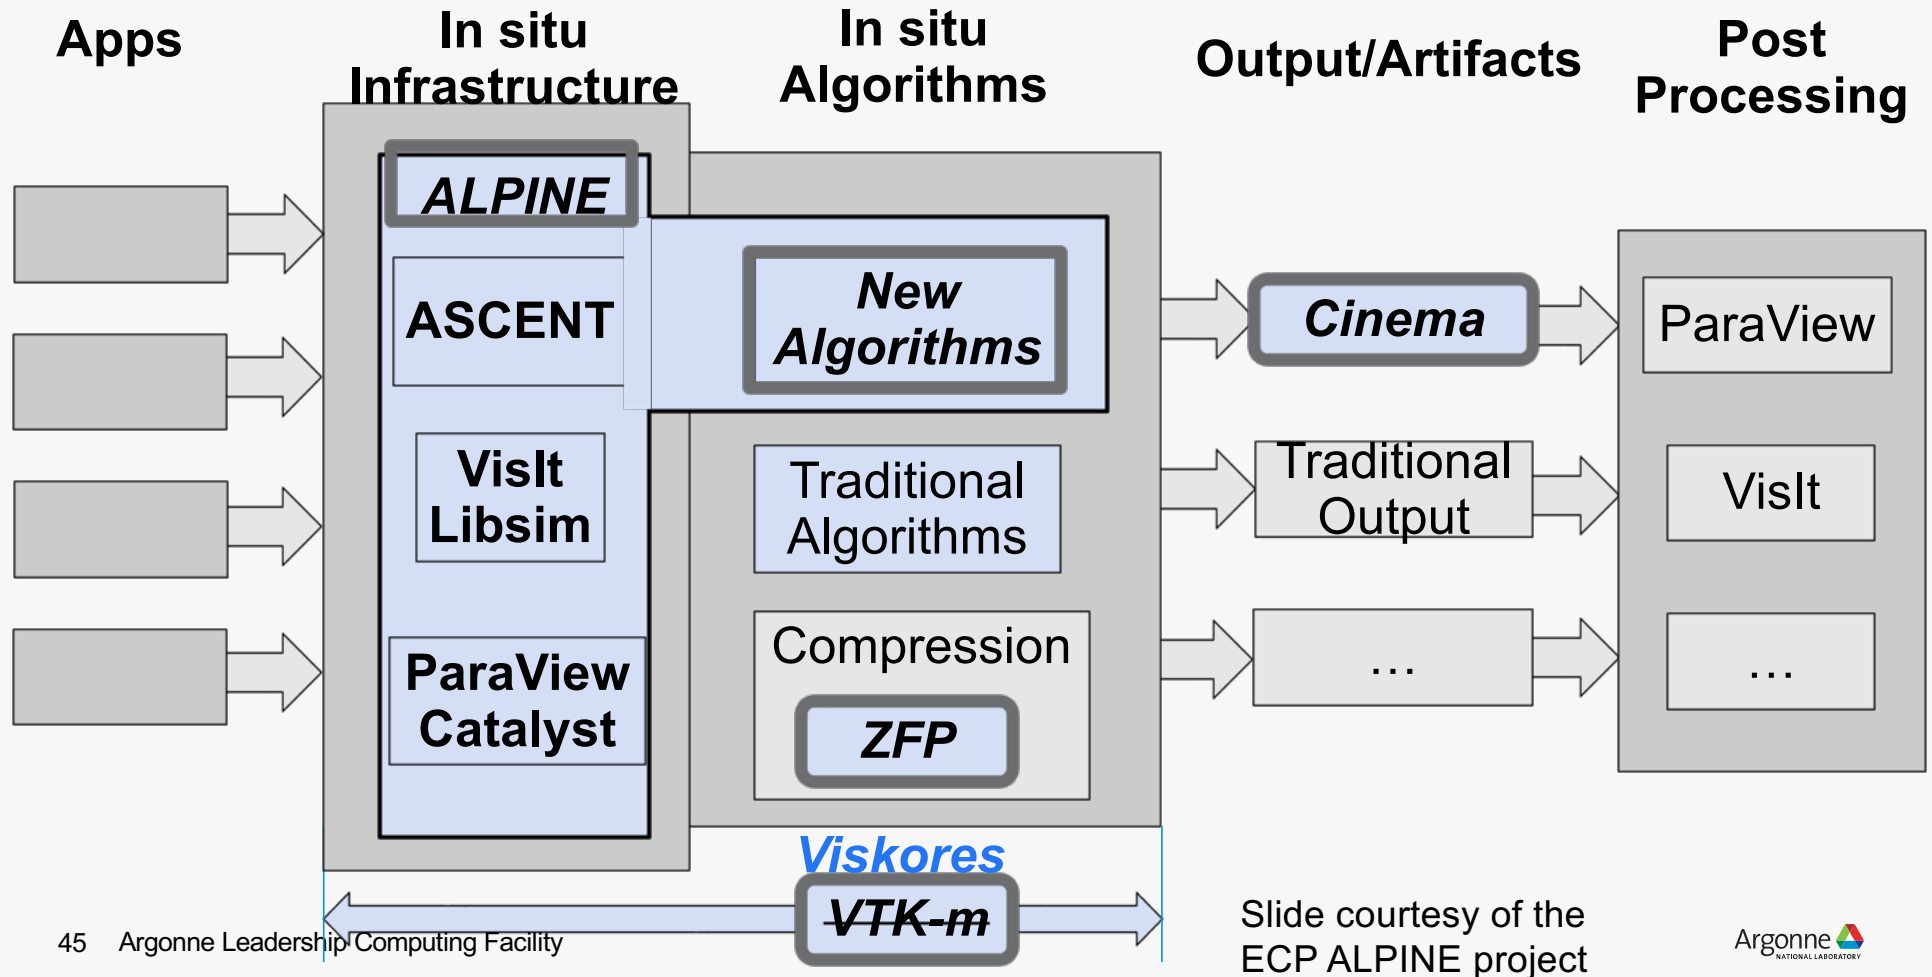 Apps
In situ
Infrastructure
In situ
Algorithms
Output/Artifacts
Post
Processing
ALPINE
ASCENT
VisIt
Libsim
ParaView
Catalyst
New
Algorithms
Traditional
Algorithms
Compression
ZFP
Cinema
Traditional
Output
…
ParaView
VisIt
…
Viskores
VTK-m
45 Argonne Leadership Computing Facility
Slide courtesy of the
ECP ALPINE project
Argonne
NATIONAL LABORATORY